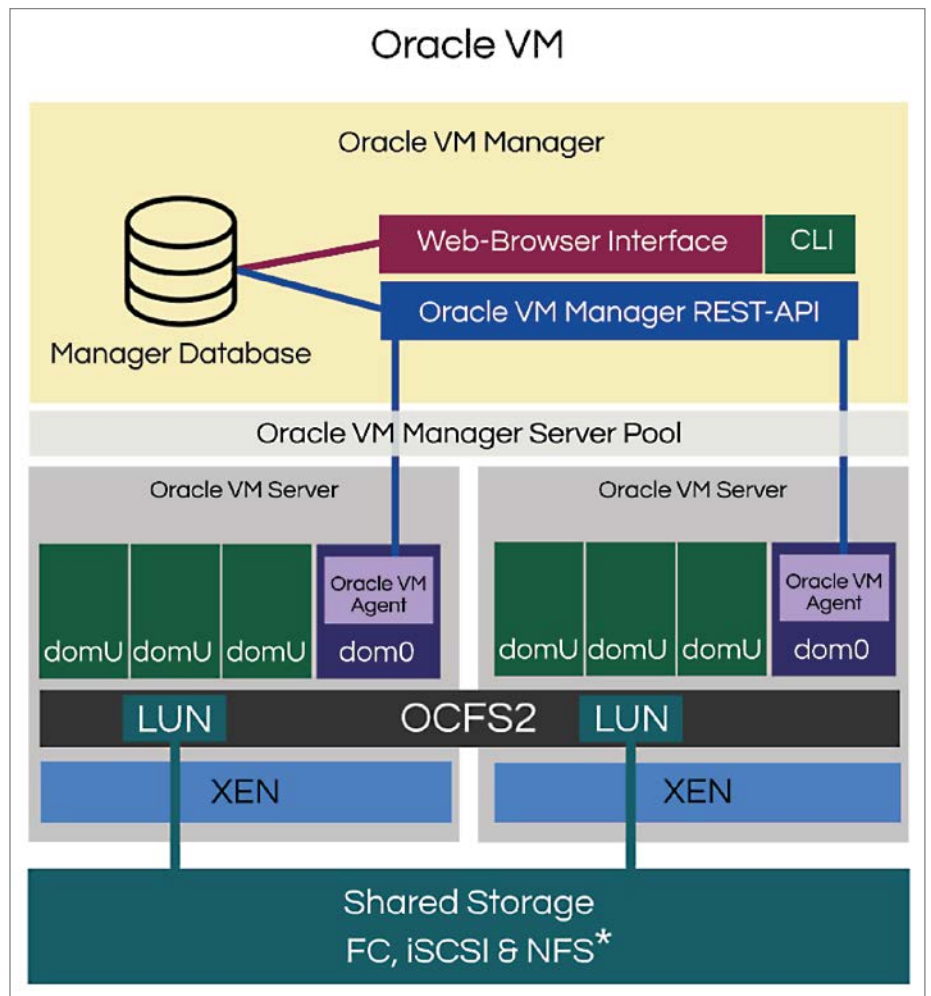 Oracle VM
Oracle VM Manager
Web-Browser Interface
CLI
Oracle VM Manager REST-API
Manager Database
Oracle VM Manager Server Pool
Oracle VM Server
Oracle VM
Agent
domU
domU
domU
dom0
Oracle VM Server
Oracle VM
Agent
domU
domU
domU
dom0
LUN
OCFS2
LUN
XEN
XEN
Shared Storage
FC, iSCSI & NFS*